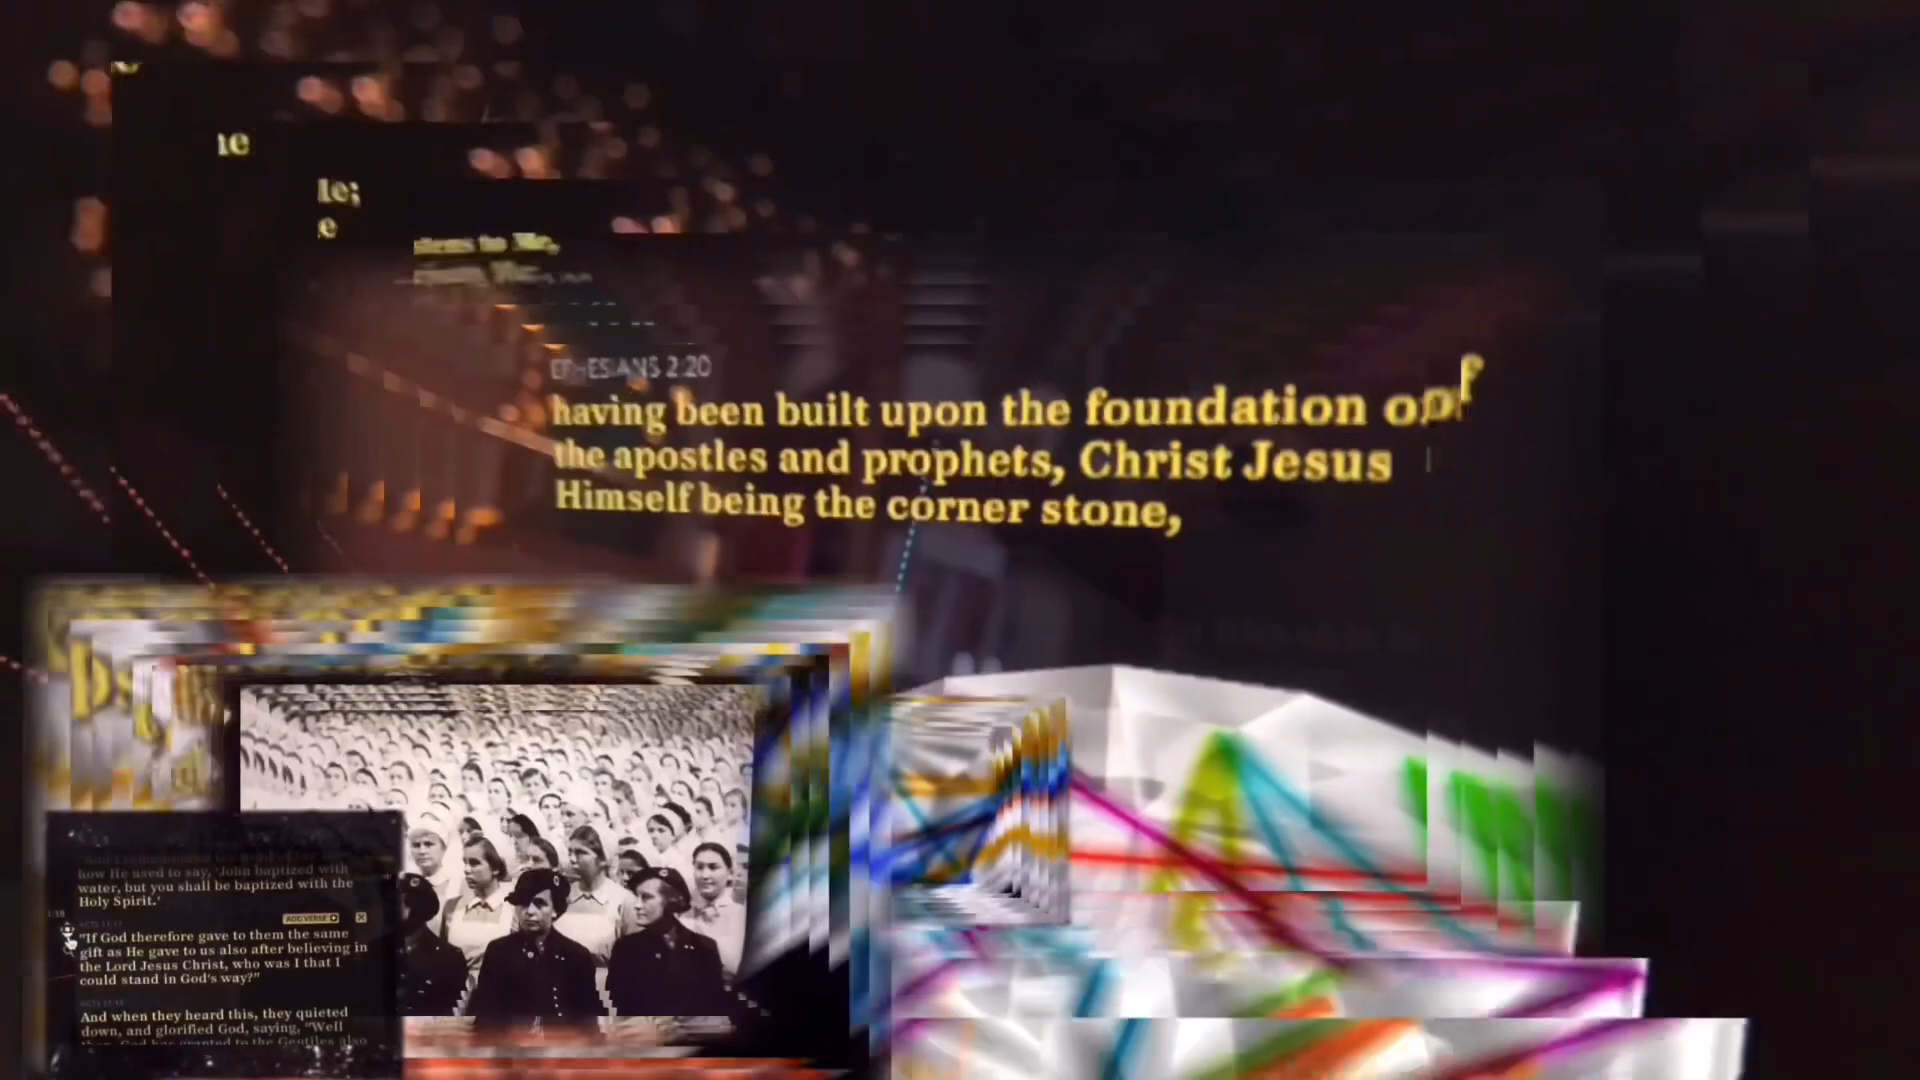 EPHESIANS 2:20
having been built upon the foundation of
the apostles and prophets, Christ Jesus
Himself being the corner stone,
how He used to say, 'John baptized with
water, but you shall be baptized with the
Holy Spirit.'
ADD VERSE
"If God therefore gave to them the same
gift as He gave to us also after believing in
the Lord Jesus Christ, who was I that I
could stand in God's way?"
And when they heard this, they quieted
down, and glorified God, saying, "Well
to the Gentiles also